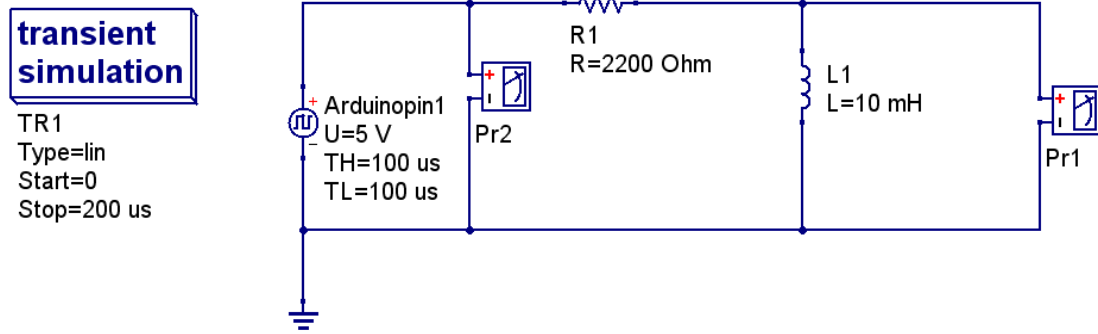 transient
simulation
TR1
Type=lin
Start=0
Stop=200 us
Arduinopin1
U=5 V
TH=100 us
TL=100 us
Pr2
R1
R=2200 Ohm
L1
L=10 mH
Pr1